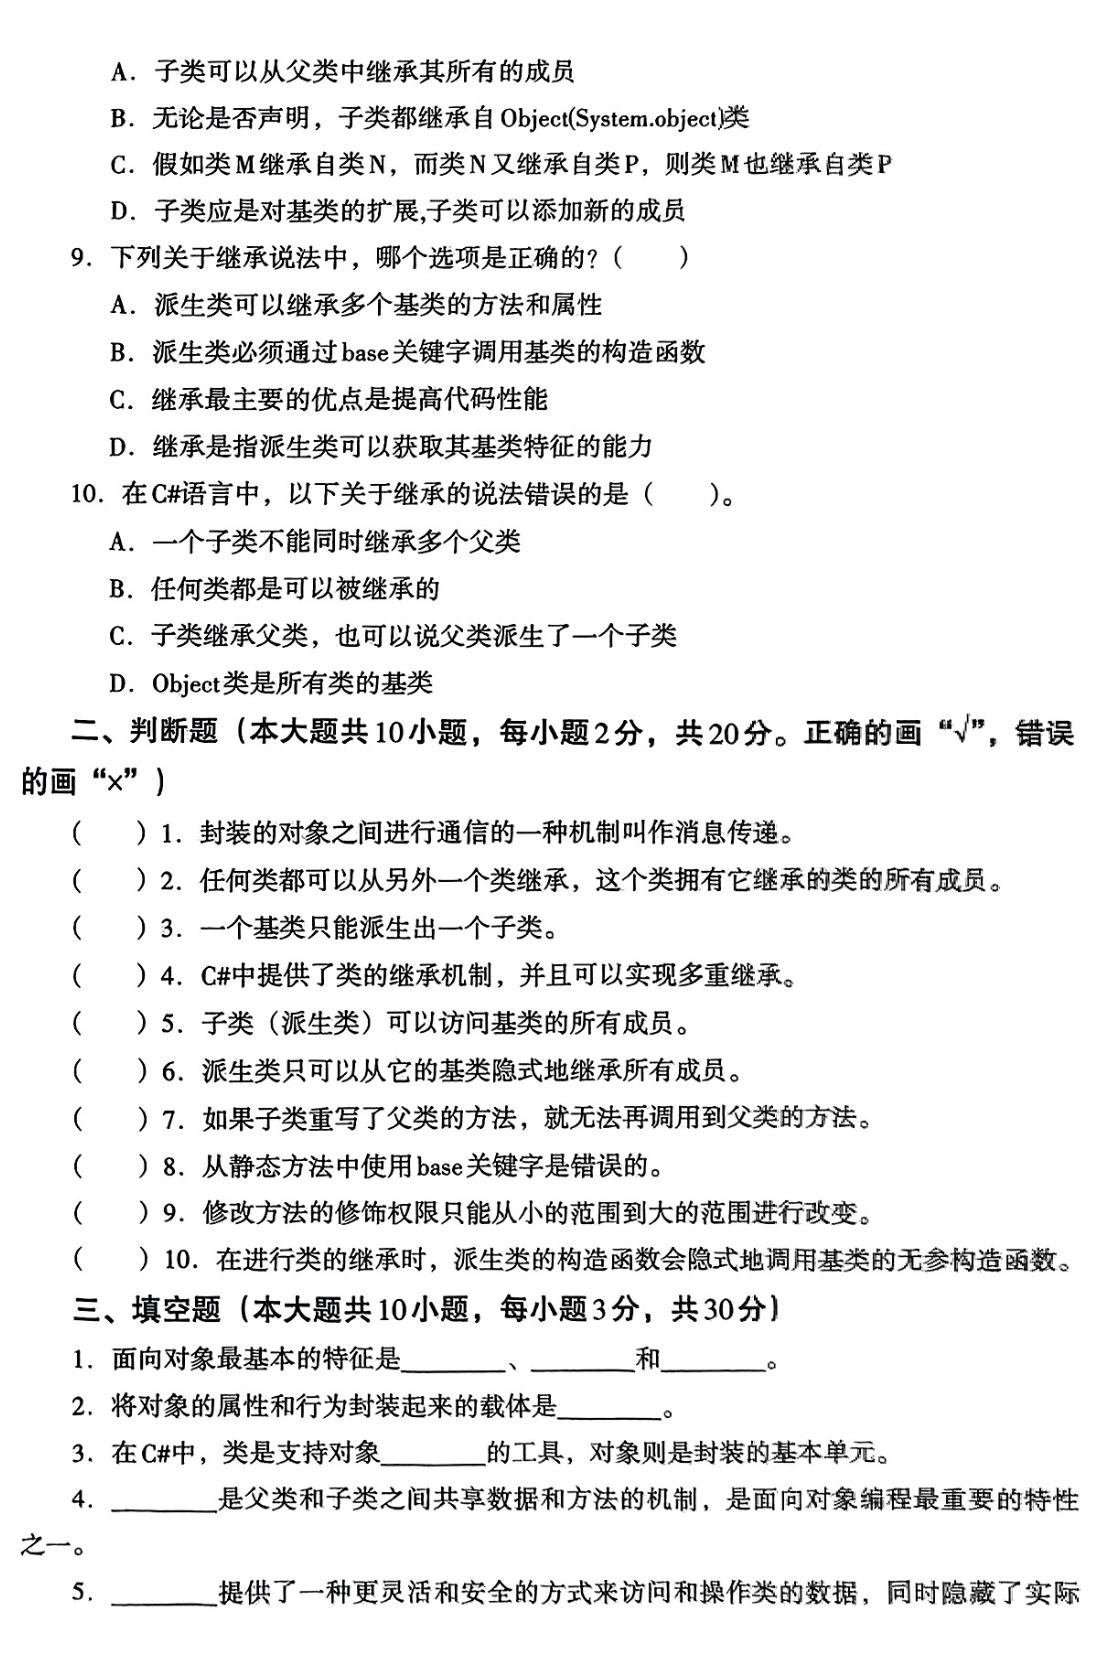 A．子类可以从父类中继承其所有的成员
B．无论是否声明，子类都继承自Object(System.object)类
C．假如类M继承自类N，而类N又继承自类P，则类M也继承自类P
D．子类应是对基类的扩展,子类可以添加新的成员
9．下列关于继承说法中，哪个选项是正确的？（　　）
A．派生类可以继承多个基类的方法和属性
B．派生类必须通过base关键字调用基类的构造函数
C．继承最主要的优点是提高代码性能
D．继承是指派生类可以获取其基类特征的能力
10．在C#语言中，以下关于继承的说法错误的是（　　）。
A．一个子类不能同时继承多个父类
B．任何类都是可以被继承的
C．子类继承父类，也可以说父类派生了一个子类
D．Object类是所有类的基类
二、判断题（本大题共10小题，每小题2分，共20分。正确的画“√”，错误
的画“×”）
（　　）1．封装的对象之间进行通信的一种机制叫作消息传递。
（　　）2．任何类都可以从另外一个类继承，这个类拥有它继承的类的所有成员。
（　　）3．一个基类只能派生出一个子类。
（　　）4．C#中提供了类的继承机制，并且可以实现多重继承。
（　　）5．子类（派生类）可以访问基类的所有成员。
（　　）6．派生类只可以从它的基类隐式地继承所有成员。
（　　）7．如果子类重写了父类的方法，就无法再调用到父类的方法。
（　　）8．从静态方法中使用base关键字是错误的。
（　　）9．修改方法的修饰权限只能从小的范围到大的范围进行改变。
（　　）10．在进行类的继承时，派生类的构造函数会隐式地调用基类的无参构造函数。
三、填空题（本大题共10小题，每小题3分，共30分）
1．面向对象最基本的特征是________、________和________。
2．将对象的属性和行为封装起来的载体是________。
3．在C#中，类是支持对象________的工具，对象则是封装的基本单元。
4．________是父类和子类之间共享数据和方法的机制，是面向对象编程最重要的特性
之一。
5．________提供了一种更灵活和安全的方式来访问和操作类的数据，同时隐藏了实际